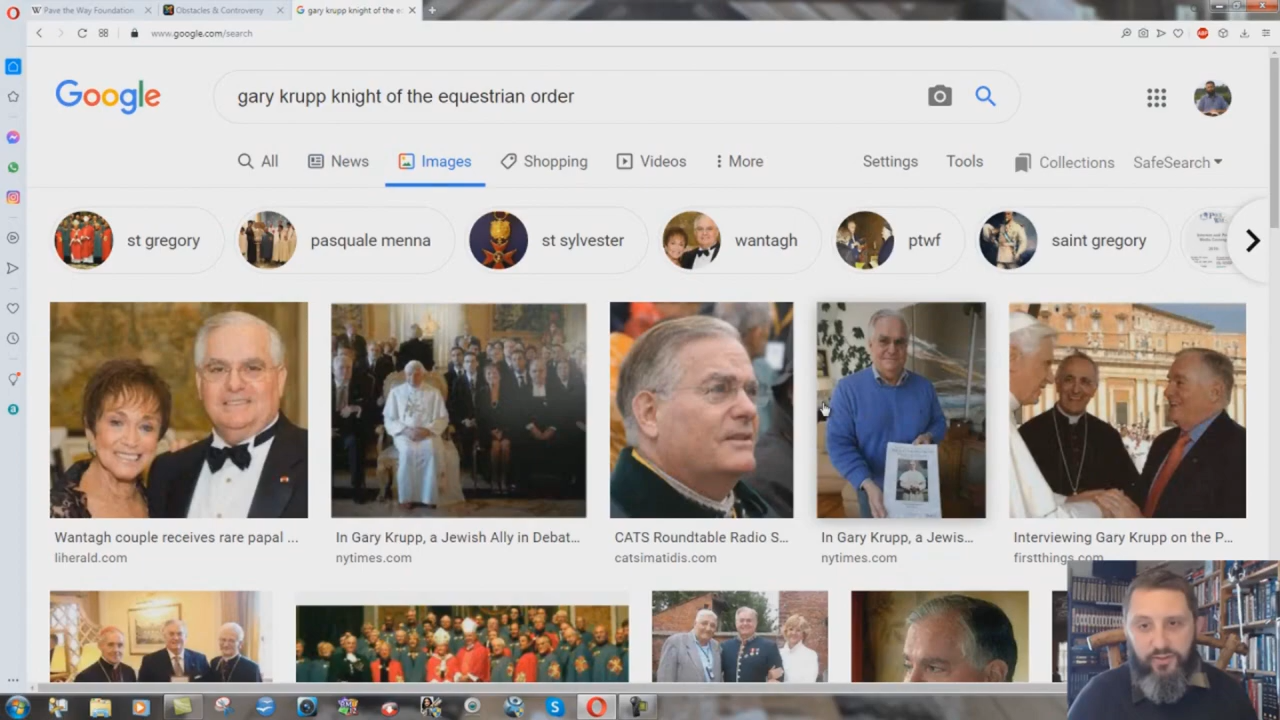 Pave the Way Foundation
Obstacles & Controversy
gary krupp knight of the e
www.google.com/search
Google
gary krupp knight of the equestrian order
All
News
Images
Shopping
Videos
More
Settings
Tools
Collections
SafeSearch
st gregory
pasquale menna
st sylvester
wantagh
ptwf
saint gregory
Wantagh couple receives rare papal ...
liherald.com
In Gary Krupp, a Jewish Ally in Debat...
nytimes.com
CATS Roundtable Radio S...
catsimatidis.com
In Gary Krupp, a Jewis...
nytimes.com
Interviewing Gary Krupp on the P...
firstthings.com